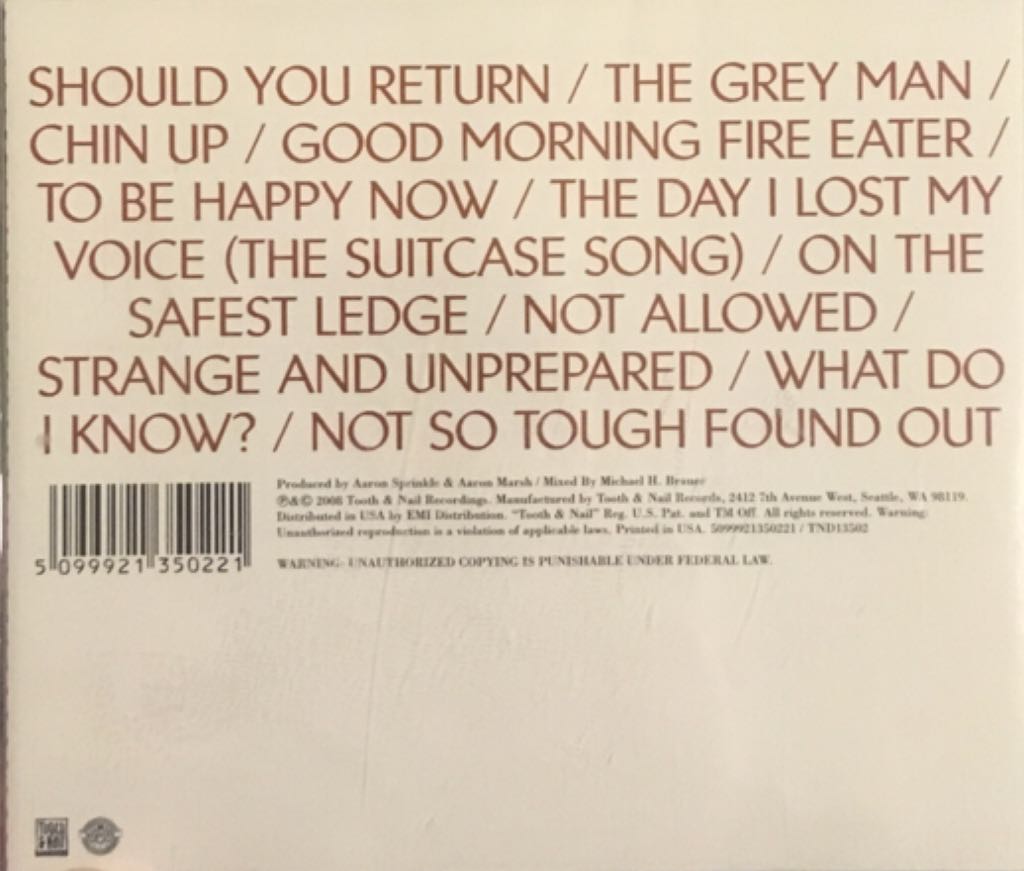 SHOULD YOU RETURN / THE GREY MAN /
CHIN UP / GOOD MORNING FIRE EATER /
TO BE HAPPY NOW / THE DAY I LOST MY
VOICE (THE SUITCASE SONG) / ON THE
SAFEST LEDGE / NOT ALLOWED /
STRANGE AND UNPREPARED / WHAT DO
I KNOW? / NOT SO TOUGH FOUND OUT
Produced by Aaron Sprinkle & Aaron Marsh / Mixed By Michael H. Brauer
℗&© 2008 Tooth & Nail Recordings. Manufactured by Tooth & Nail Records, 2412 7th Avenue West, Seattle, WA 98119.
Distributed in USA by EMI Distribution. "Tooth & Nail" Reg. U.S. Pat. and TM Off. All rights reserved. Warning:
Unauthorized reproduction is a violation of applicable laws. Printed in USA. 5099921350221 / TND13502
WARNING: UNAUTHORIZED COPYING IS PUNISHABLE UNDER FEDERAL LAW.
5 099921 350221
TOOTH
& NAIL